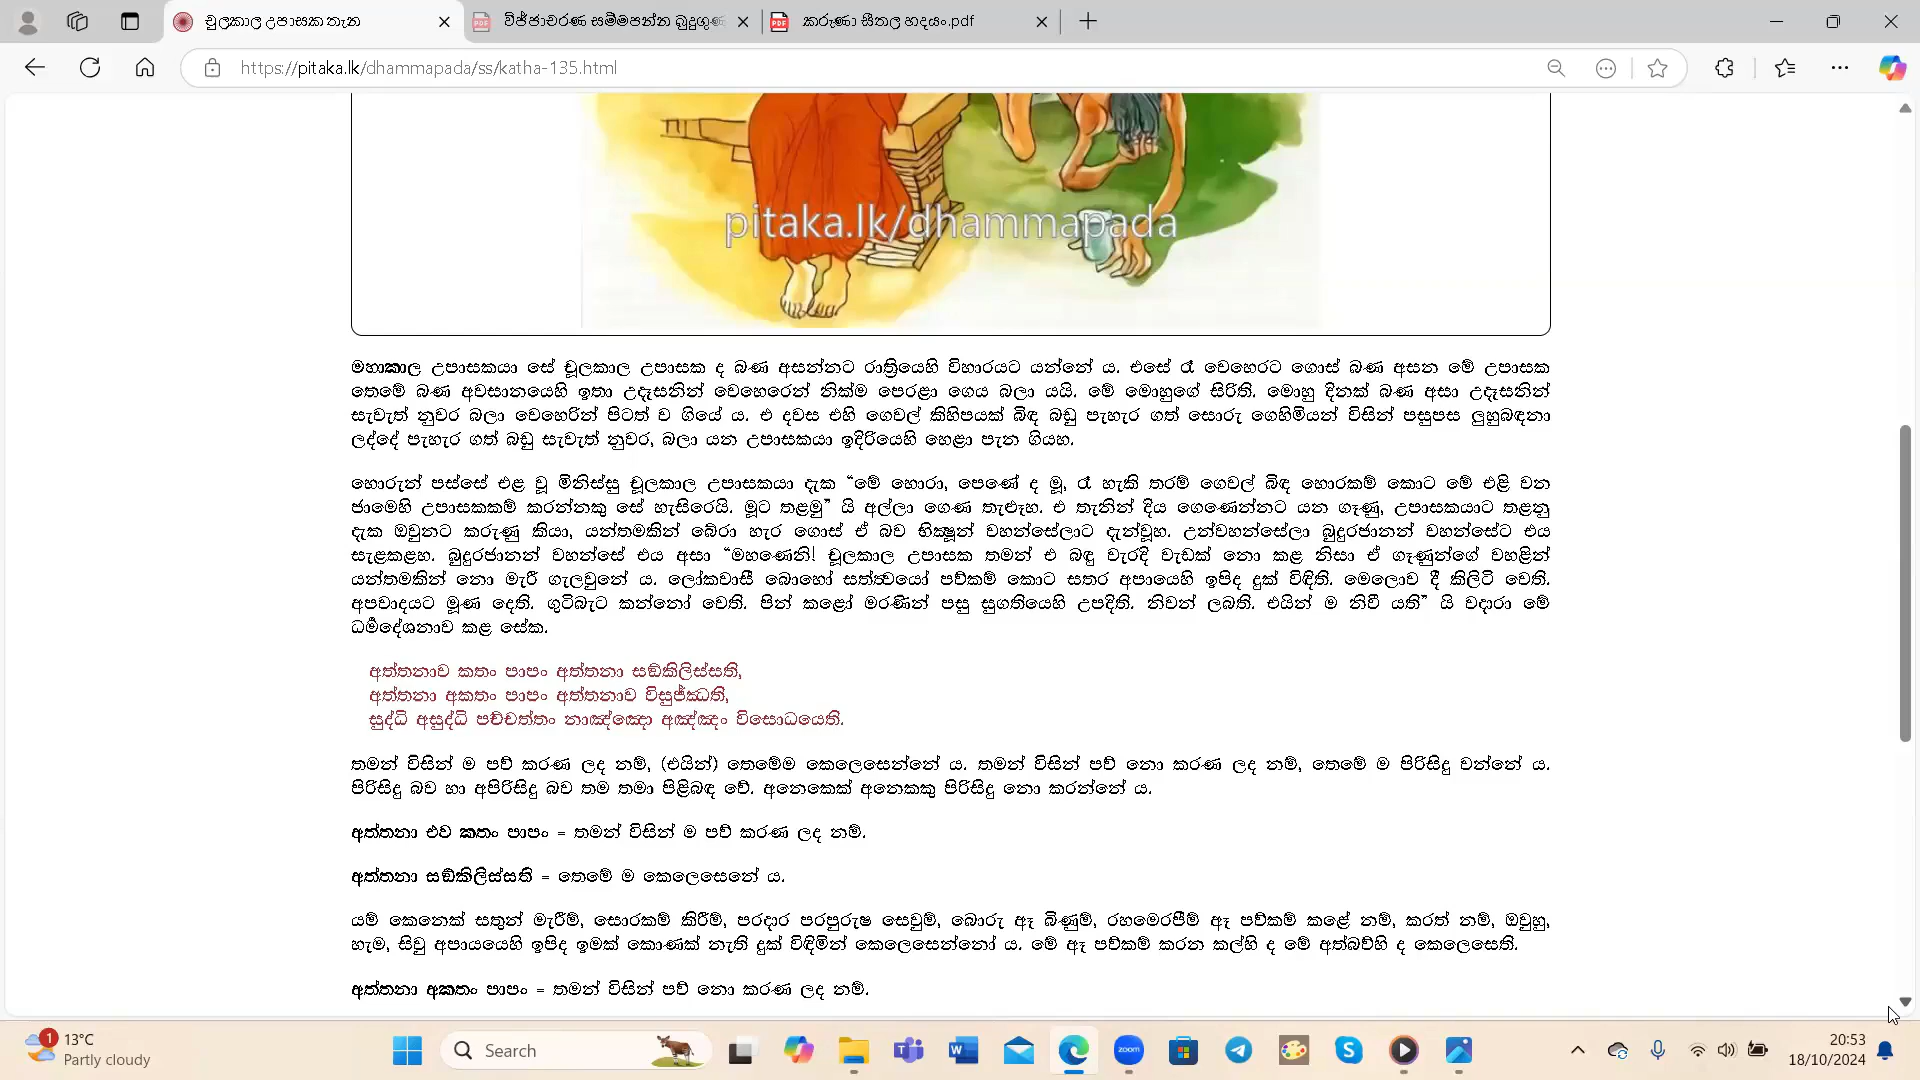 චූලකාල උපාසක තැන
විජ්ජාචරණ සම්මපන්න බුදුගුණ
කරුණා සීතල හදයං.pdf
https://pitaka.lk/dhammapada/ss/katha-135.html
pitaka.lk/dhammapada
මහාකාල උපාසකයා සේ චූලකාල උපාසක ද බණ අසන්නට රාත්‍රියෙහි විහාරයට යන්නේ ය. එසේ රෑ වෙහෙරට ගොස් බණ අසන මේ උපාසක
තෙමේ බණ අවසානයෙහි ඉතා උදෑසනින් වෙහෙරෙන් නික්ම පෙරළා ගෙය බලා යයි. මේ මොහුගේ සිරිති. මොහු දිනක් බණ අසා උදෑසනින්
සැවැත් නුවර බලා වෙහෙරින් පිටත් ව ගියේ ය. එ දවස එහි ගෙවල් කිහිපයක් බිඳ බඩු පැහැර ගත් සොරු ගෙහිමියන් විසින් පසුපස ලුහුබඳනා
ලද්දේ පැහැර ගත් බඩු සැවැත් නුවර, බලා යන උපාසකයා ඉදිරියෙහි හෙළා පැන ගියහ.
හොරුන් පස්සේ එළ වූ මිනිස්සු චූලකාල උපාසකයා දැක “මේ හොරා, පෙණේ ද මූ, රෑ හැකි තරම් ගෙවල් බිඳ හොරකම් කොට මේ එළි වන
ජාමෙහි උපාසකකම් කරන්නකු සේ හැසිරෙයි. මූට තළමු” යි අල්ලා ගෙණ තැළූහ. එ තැනින් දිය ගෙණෙන්නට යන ගෑණු, උපාසකයාට තළනු
දැක ඔවුනට කරුණු කියා, යන්තමකින් බේරා හැර ගොස් ඒ බව භික්‍ෂූන් වහන්සේලාට දැන්වූහ. උන්වහන්සේලා බුදුරජානන් වහන්සේට එය
සැළකළහ. බුදුරජානන් වහන්සේ එය අසා “මහණෙනි! චූලකාල උපාසක තමන් එ බඳු වැරදි වැඩක් නො කළ නිසා ඒ ගෑණුන්ගේ වහළින්
යන්තමකින් නො මැරී ගැලවුනේ ය. ලෝකවාසී බොහෝ සත්ත්‍වයෝ පව්කම් කොට සතර අපායෙහි ඉපිද දුක් විඳිති. මෙලොව දී කිලිටි වෙති.
අපවාදයට මූණ දෙති. ගුටිබැට කන්නෝ වෙති. පින් කළෝ මරණින් පසු සුගතියෙහි උපදිති. නිවන් ලබති. එයින් ම නිවී යති” යි වදාරා මේ
ධර්‍මදේශනාව කළ සේක.
අත්තනාව කතං පාපං අත්තනා සඞ්කිලිස්සති,
අත්තනා අකතං පාපං අත්තනාව විසුජ්ඣති,
සුද්ධි අසුද්ධි පච්චත්තං නාඤ්ඤො අඤ්ඤං විසොධයෙති.
තමන් විසින් ම පව් කරණ ලද නම්, (එයින්) තෙමේම කෙලෙසෙන්නේ ය. තමන් විසින් පව් නො කරණ ලද නම්, තෙමේ ම පිරිසිදු වන්නේ ය.
පිරිසිදු බව හා අපිරිසිදු බව තම තමා පිළිබඳ වේ. අනෙකෙක් අනෙකකු පිරිසිදු නො කරන්නේ ය.
අත්තනා එව කතං පාපං = තමන් විසින් ම පව් කරණ ලද නම්.
අත්තනා සඞ්කිලිස්සති = තෙමේ ම කෙලෙසෙනේ ය.
යම් කෙනෙක් සතුන් මැරීම්, සොරකම් කිරීම්, පරදාර පරපුරුෂ සෙවුම්, බොරු ඈ බිණුම්, රහමෙරපීම් ඈ පව්කම් කළේ නම්, කරත් නම්, ඔවුහු,
හැම, සිවු අපායයෙහි ඉපිද ඉමක් කොණක් නැති දුක් විඳිමින් කෙලෙසෙන්නෝ ය. මේ ඈ පව්කම් කරන කල්හි ද මේ අත්බව්හි ද කෙලෙසෙති.
අත්තනා අකතං පාපං = තමන් විසින් පව් නො කරණ ලද නම්.
1
13°C
Partly cloudy
Search
zoom
20:53
18/10/2024